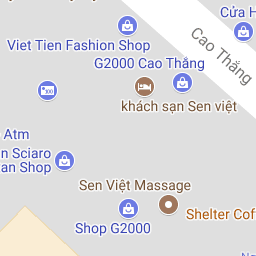 Cửa H
Viet Tien Fashion Shop
Cao Thắng
G2000 Cao Thắng
khách sạn Sen việt
Atm
n Sciaro
an Shop
Sen Việt Massage
Shelter Cof
Shop G2000